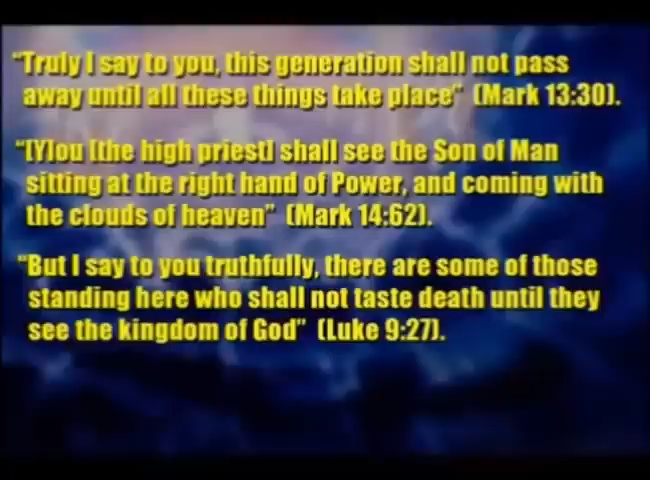 "Truly I say to you, this generation shall not pass
away until all these things take place" (Mark 13:30).
"[Y]ou [the high priest] shall see the Son of Man
sitting at the right hand of Power, and coming with
the clouds of heaven" (Mark 14:62).
"But I say to you truthfully, there are some of those
standing here who shall not taste death until they
see the kingdom of God" (Luke 9:27).